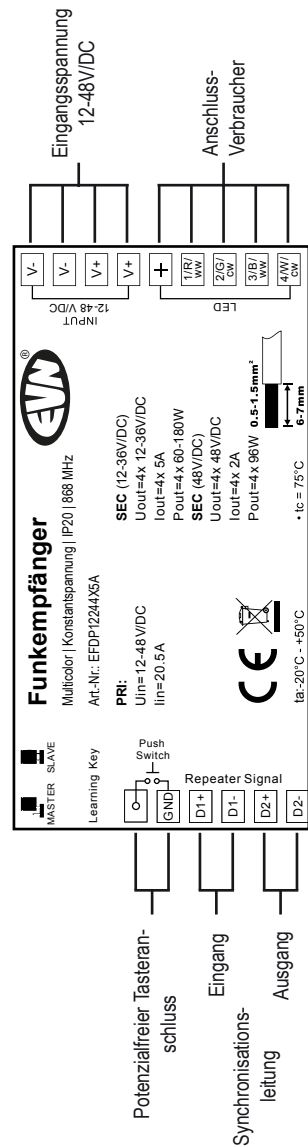 Eingangsspannung
12-48V/DC
Anschluss-
Verbraucher
V-
V-
V+
V+
INPUT
12-48 V/DC
+
1/R/
WW
2/G/
CW
3/B/
WW
4/W/
CW
LED
EVN®
Funkempfänger
Multicolor | Konstantspannung | IP20 | 868 MHz
Art.-Nr.: EFDP12244X5A
PRI:
Uin=12-48V/DC
Iin=20.5A
SEC (12-36V/DC)
Uout=4x 12-36V/DC
Iout=4x 5A
Pout=4x 60-180W
SEC (48V/DC)
Uout=4x 48V/DC
Iout=4x 2A
Pout=4x 96W
0.5-1.5mm²
6-7mm
CE
ta:-20°C - +50°C
• tc = 75°C
MASTER SLAVE
Learning Key
Push
Switch
GND
Repeater Signal
D1+
D1-
D2+
D2-
Potenzialfreier Tasteran-
schluss
Eingang
Synchronisations-
leitung
Ausgang